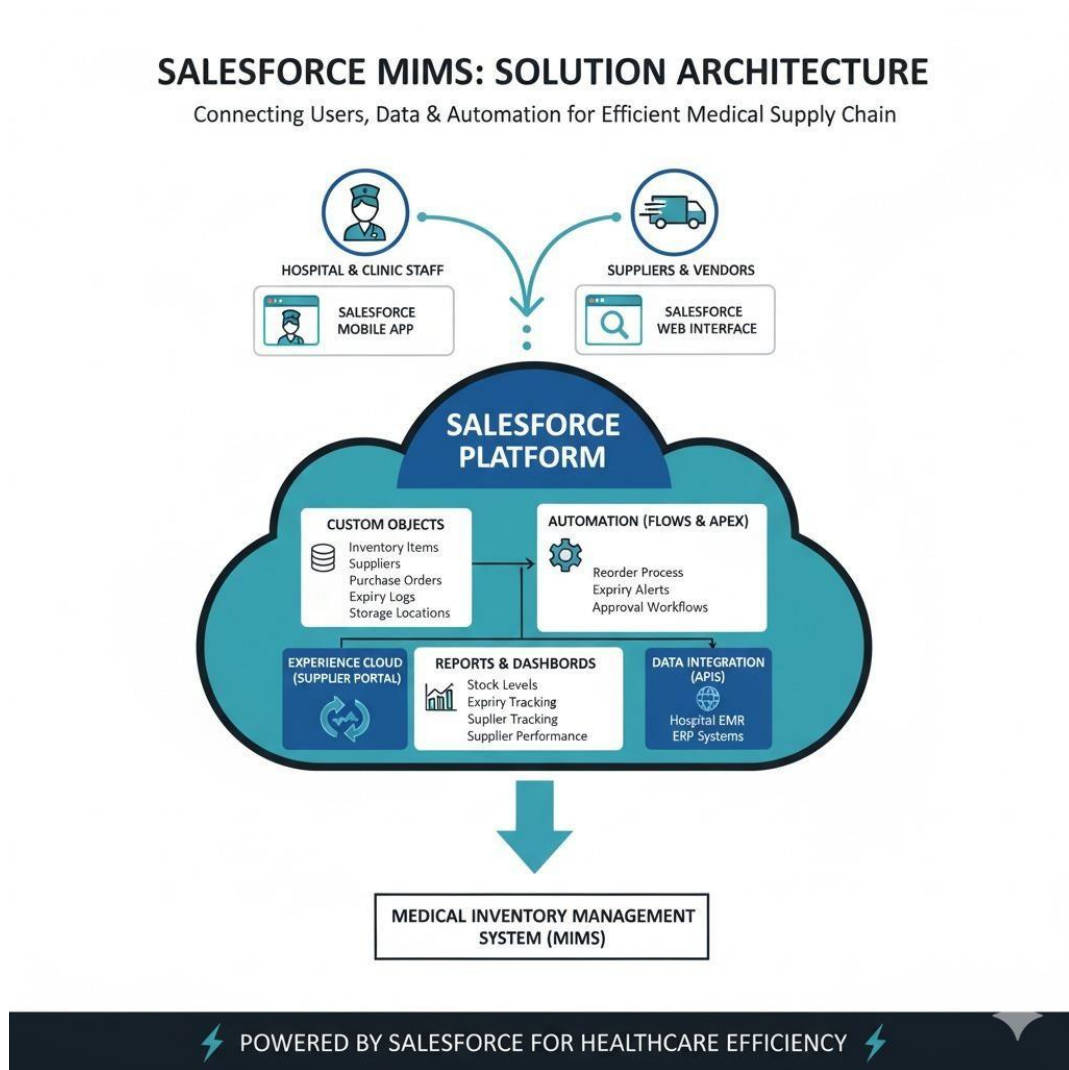 SALESFORCE MIMS: SOLUTION ARCHITECTURE
Connecting Users, Data & Automation for Efficient Medical Supply Chain
HOSPITAL & CLINIC STAFF
SALESFORCE
MOBILE APP
SUPPLIERS & VENDORS
SALESFORCE
WEB INTERFACE
SALESFORCE
PLATFORM
CUSTOM OBJECTS
Inventory Items
Suppliers
Purchase Orders
Expiry Logs
Storage Locations
AUTOMATION (FLOWS & APEX)
Reorder Process
Expriry Alerts
Approval Workflows
EXPERIENCE CLOUD
(SUPPLIER PORTAL)
REPORTS & DASHBORDS
Stock Levels
Expriry Tracking
Suplier Tracking
Supplier Performance
DATA INTEGRATION
(APIS)
Hospital EMR
ERP Systems
MEDICAL INVENTORY MANAGEMENT
SYSTEM (MIMS)
POWERED BY SALESFORCE FOR HEALTHCARE EFFICIENCY